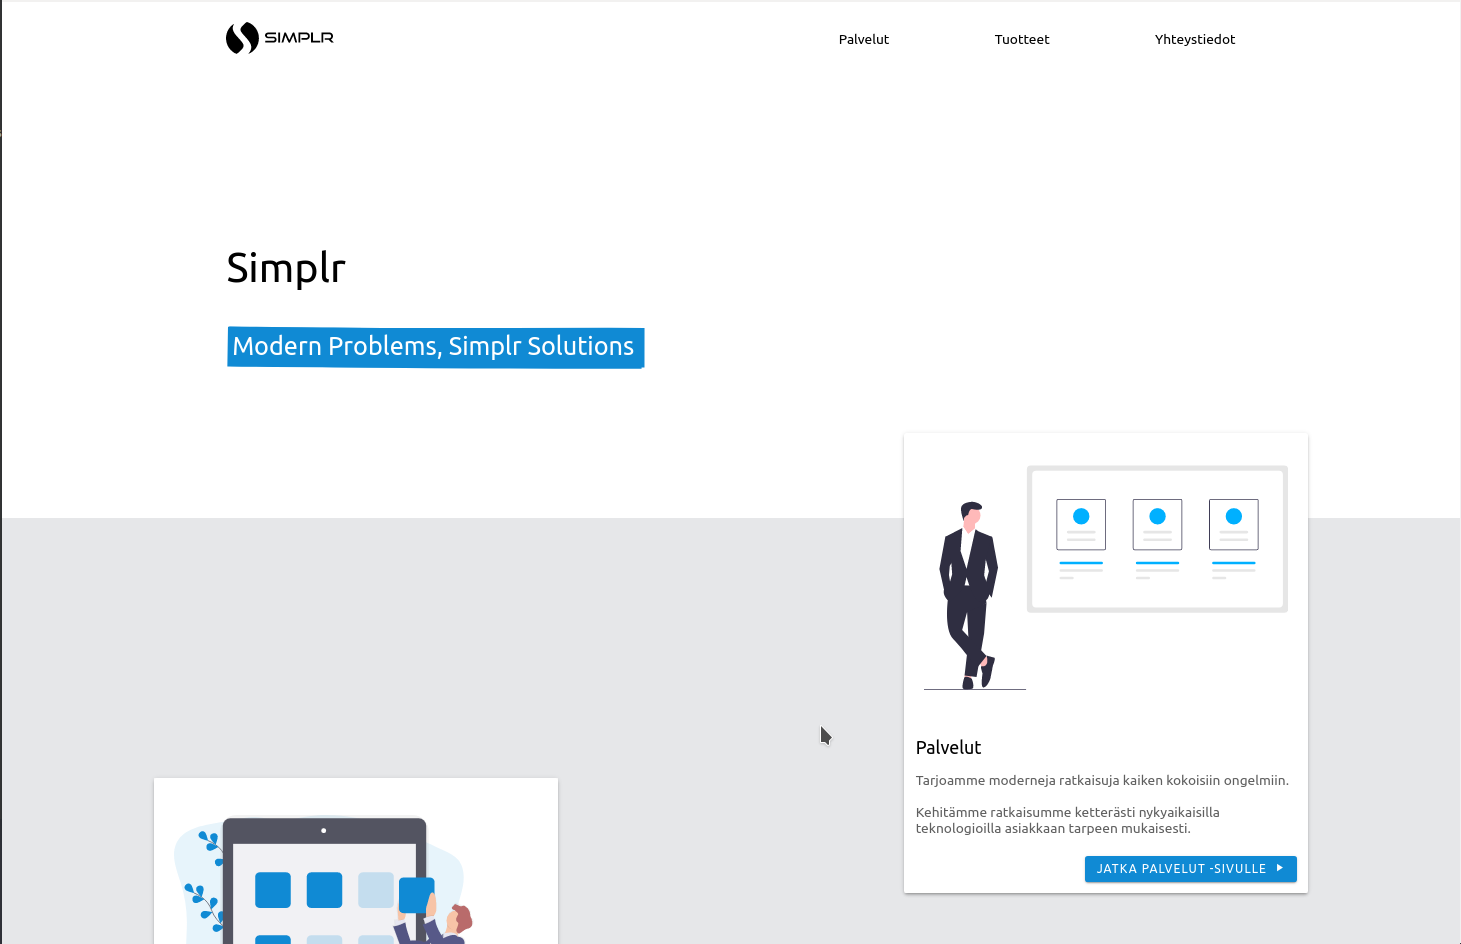 SIMPLR
Palvelut
Tuotteet
Yhteystiedot
Simplr
Modern Problems, Simplr Solutions
Palvelut
Tarjoamme moderneja ratkaisuja kaiken kokoisiin ongelmiin.
Kehitämme ratkaisumme ketterästi nykyaikaisilla
teknologioilla asiakkaan tarpeen mukaisesti.
JATKA PALVELUT -SIVULLE